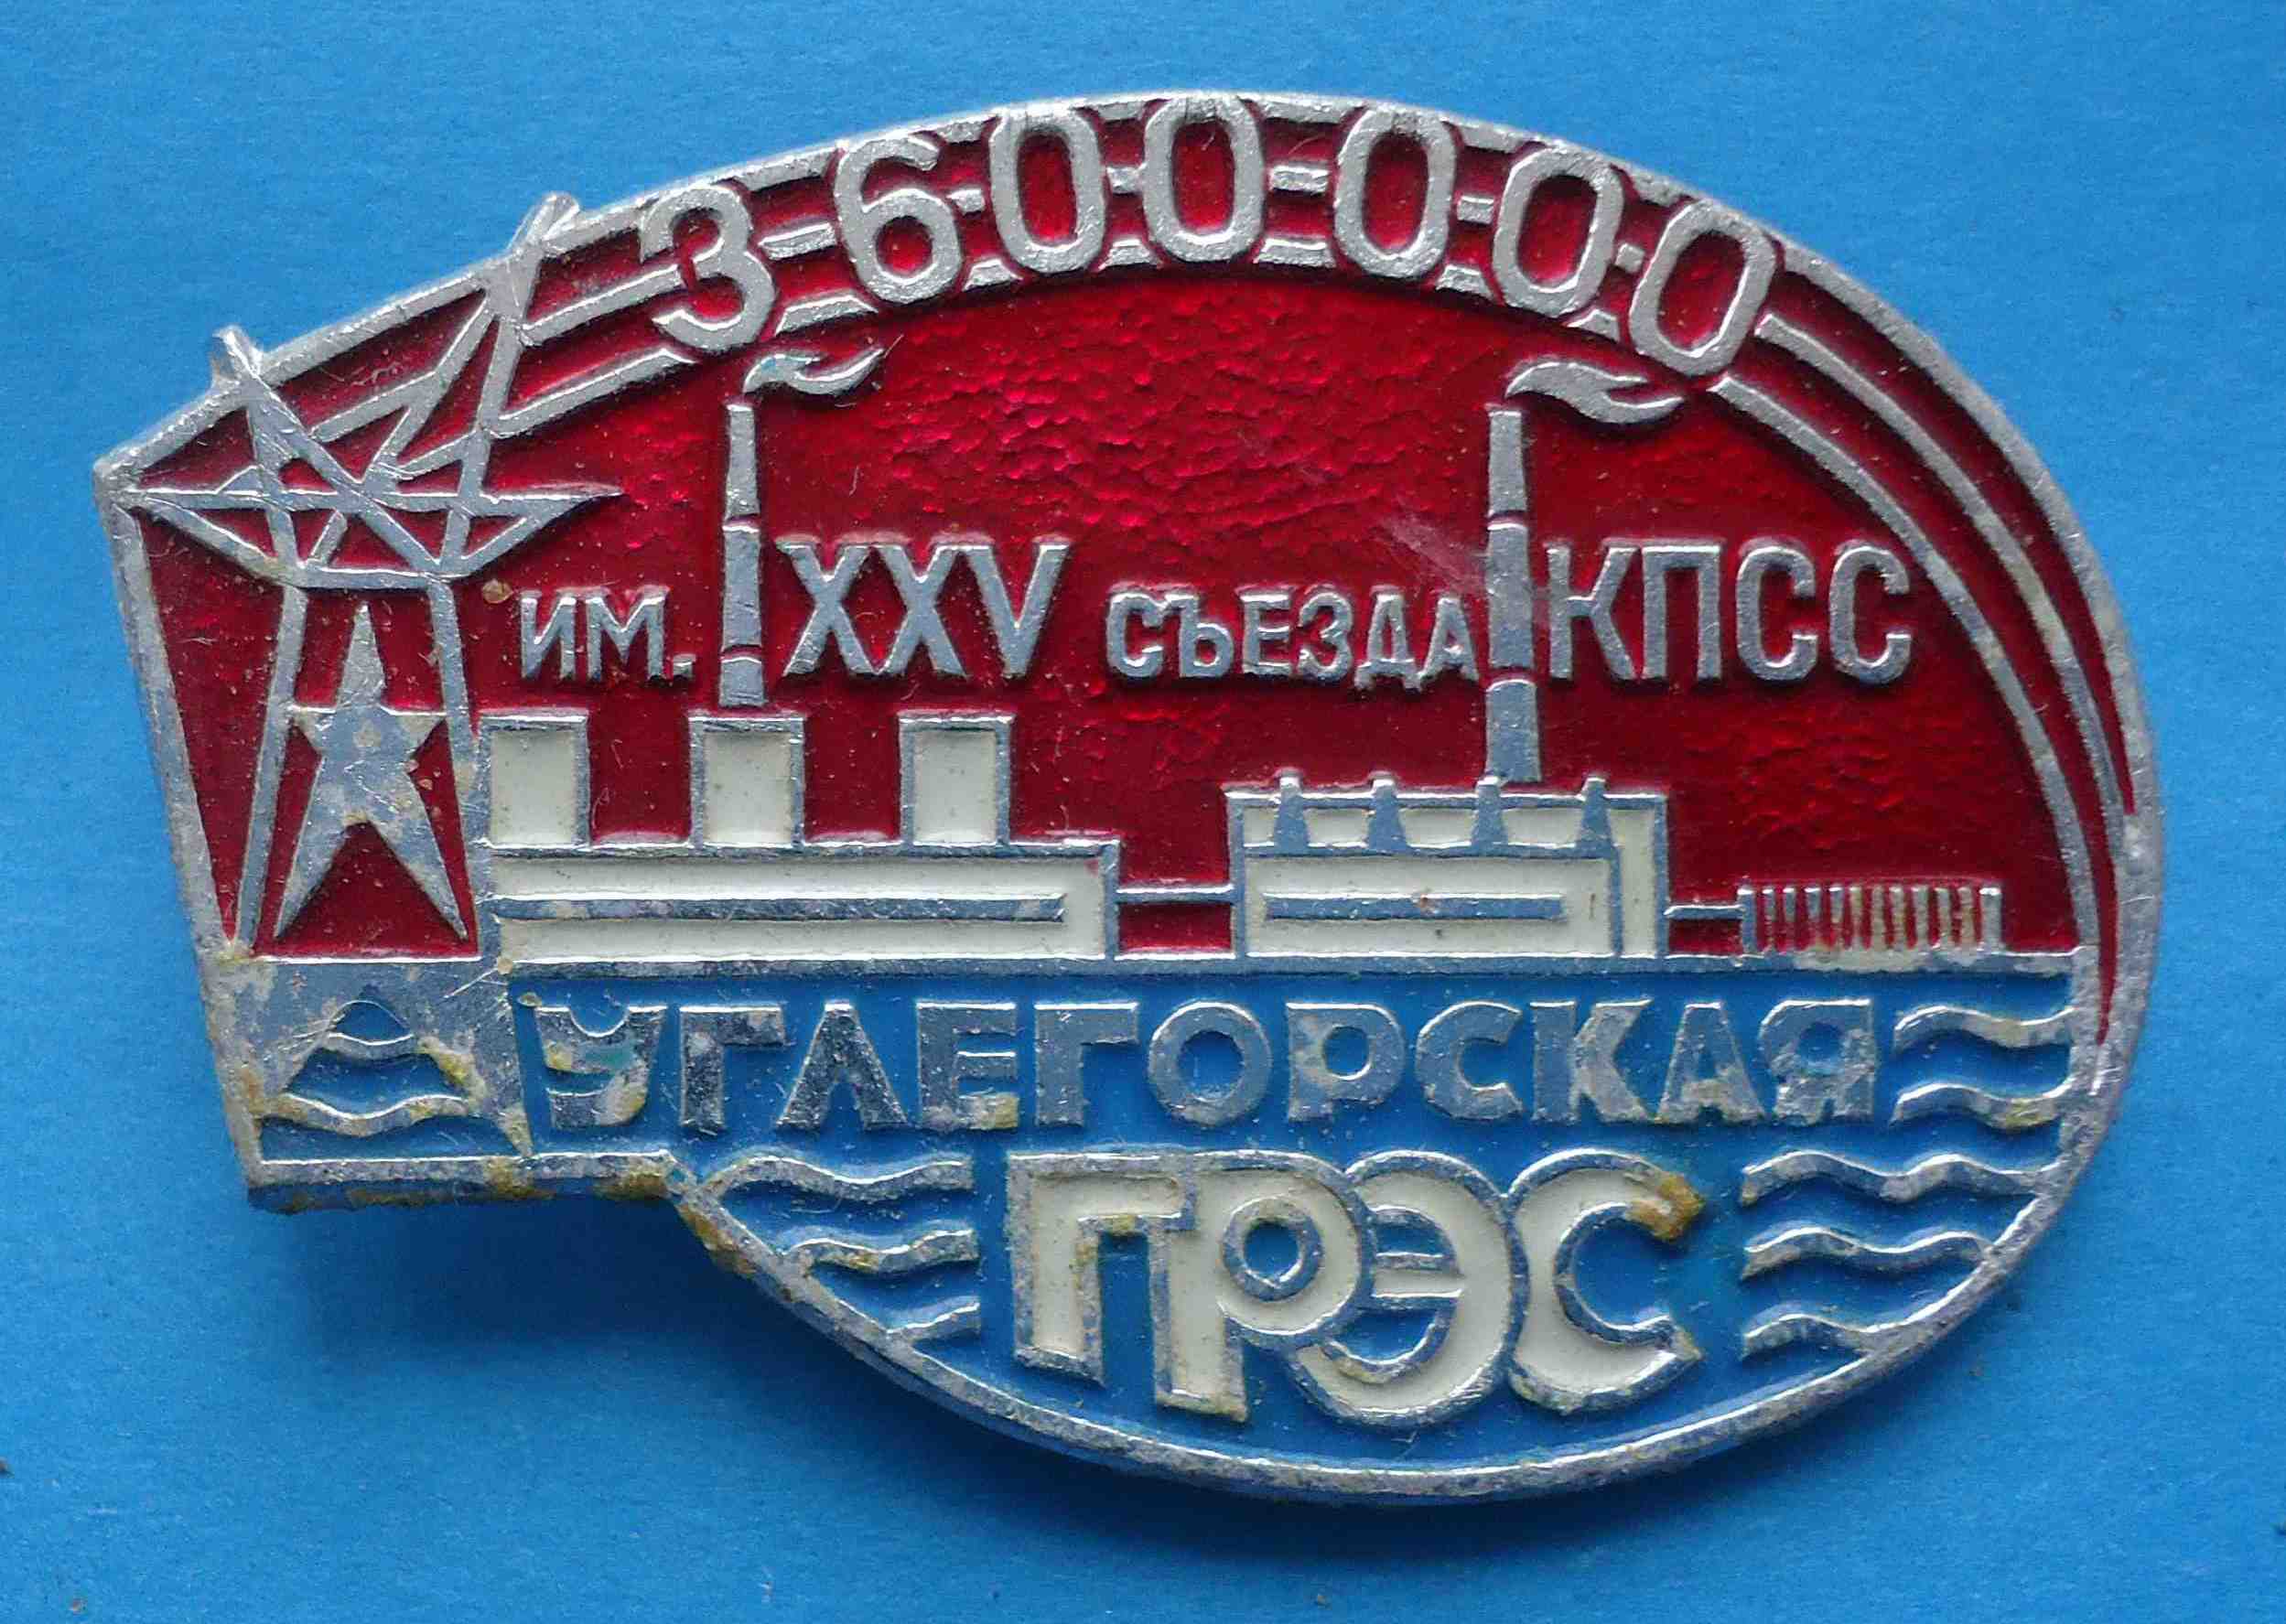 3600000
ИМ. XXV СЪЕЗДА КПСС
УГЛЕГОРСКАЯ
ГРЭС